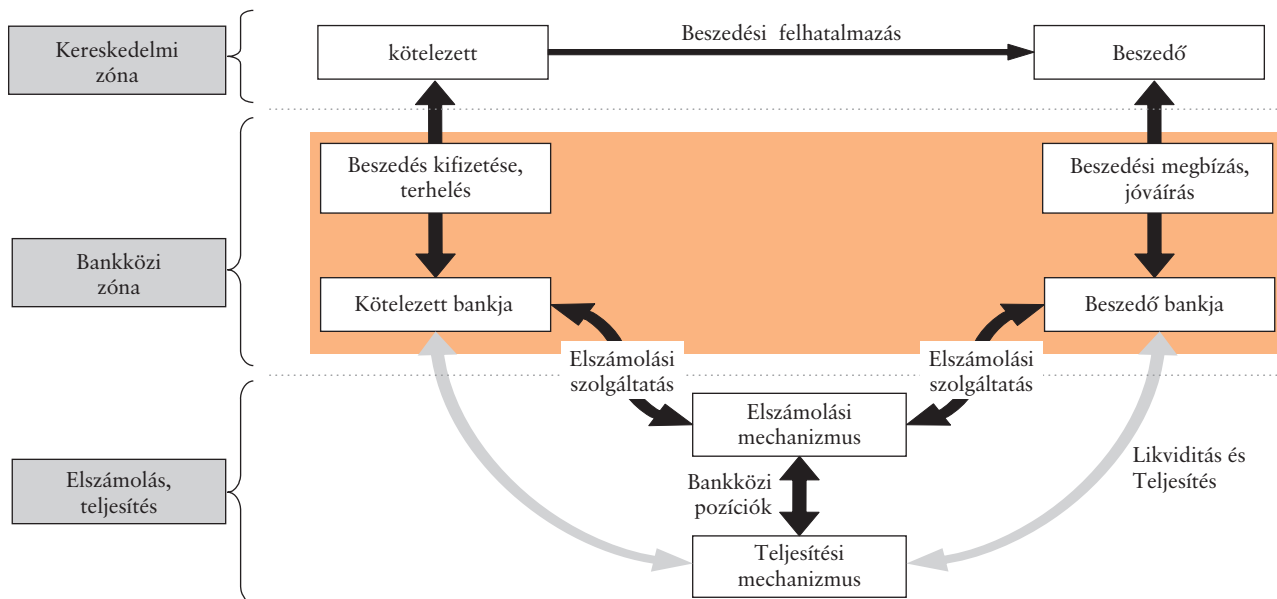 Kereskedelmi
zóna
kötelezett
Beszedési felhatalmazás
Beszedő
Bankközi
zóna
Beszedés kifizetése,
terhelés
Beszedési megbízás,
jóváírás
Kötelezett bankja
Beszedő bankja
Elszámolási
szolgáltatás
Elszámolási
szolgáltatás
Elszámolás,
teljesítés
Elszámolási
mechanizmus
Bankközi
pozíciók
Likviditás és
Teljesítés
Teljesítési
mechanizmus